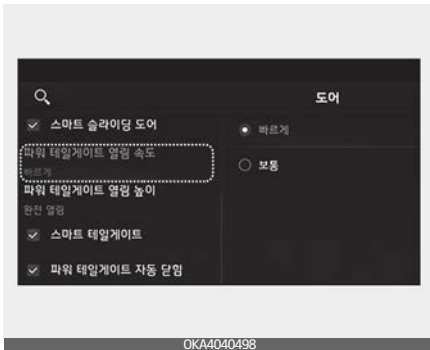 도어
스마트 슬라이딩 도어
파워 테일게이트 열림 속도
바르게
파워 테일게이트 열림 높이
완전 열림
스마트 테일게이트
파워 테일게이트 자동 닫힘
바르게
보통
OKA4040498